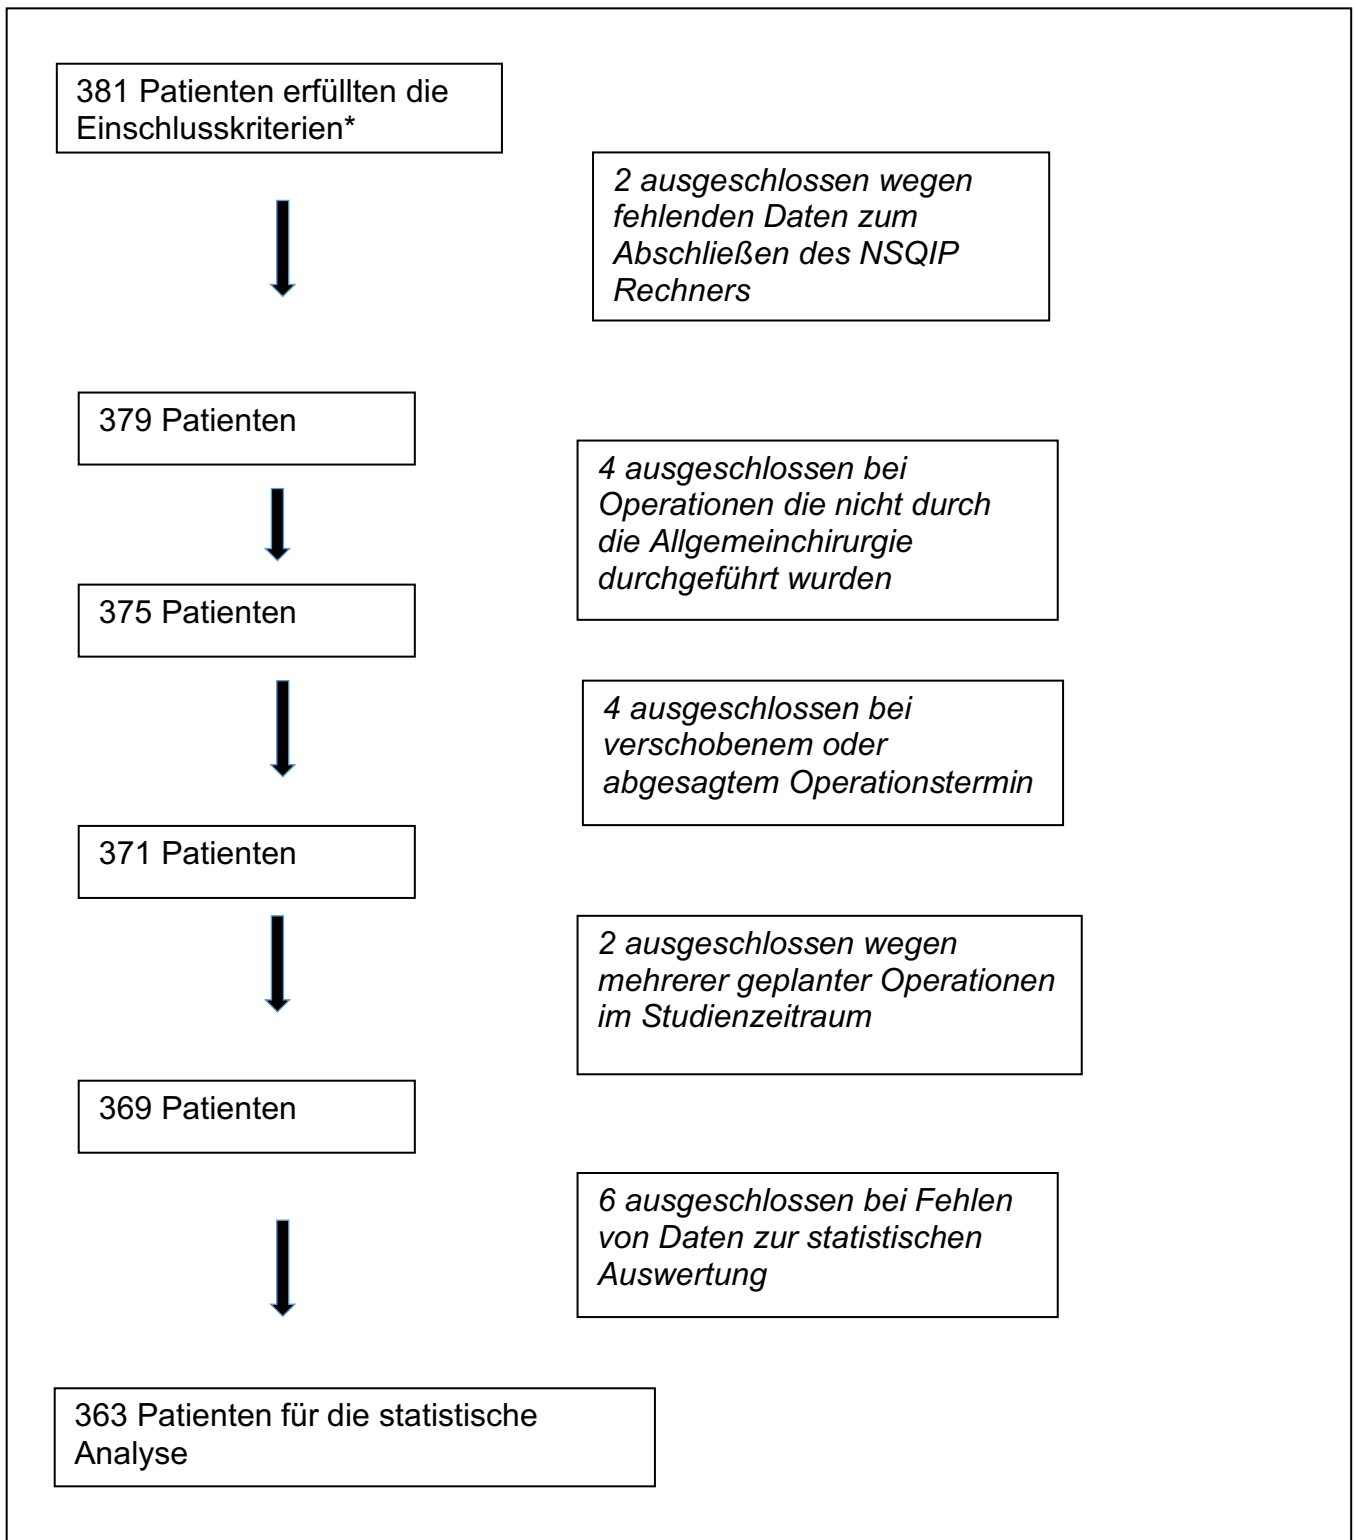 381 Patienten erfüllten die
Einschlusskriterien*
2 ausgeschlossen wegen
fehlenden Daten zum
Abschließen des NSQIP
Rechners
379 Patienten
4 ausgeschlossen bei
Operationen die nicht durch
die Allgemeinchirurgie
durchgeführt wurden
375 Patienten
4 ausgeschlossen bei
verschobenem oder
abgesagtem Operationstermin
371 Patienten
2 ausgeschlossen wegen
mehrerer geplanter Operationen
im Studienzeitraum
369 Patienten
6 ausgeschlossen bei Fehlen
von Daten zur statistischen
Auswertung
363 Patienten für die statistische
Analyse